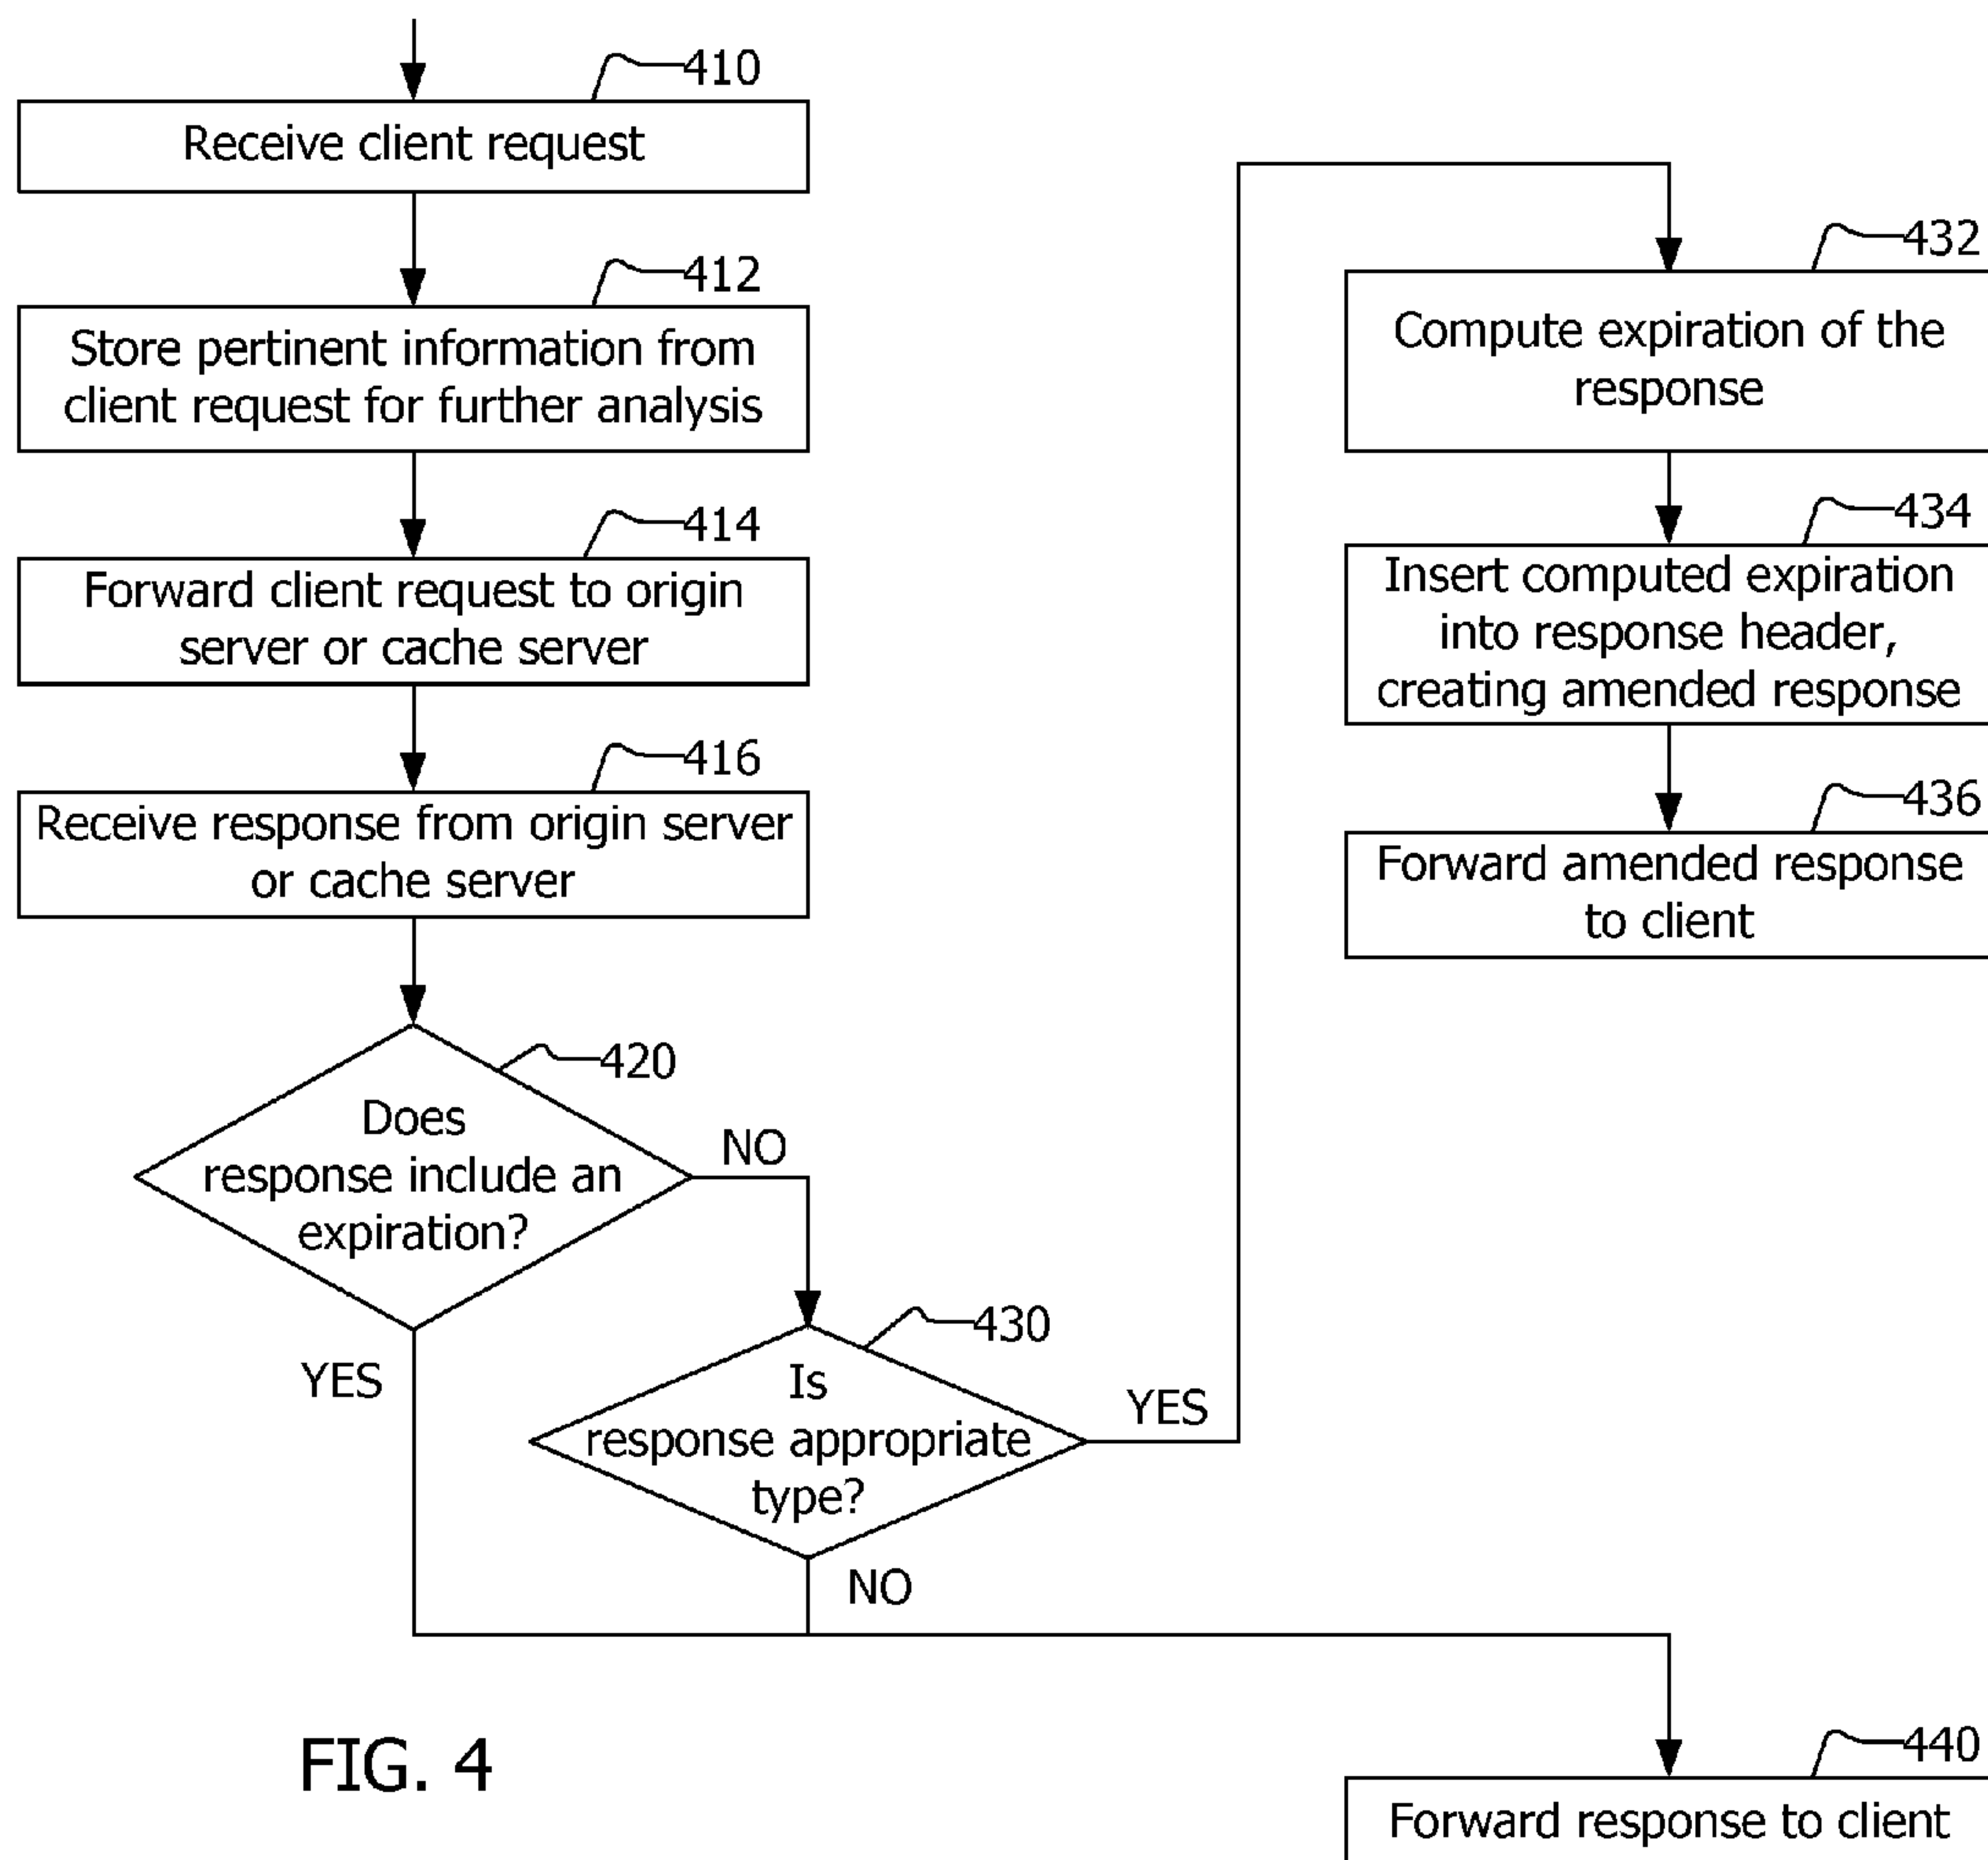 410
Receive client request
412
Store pertinent information from
client request for further analysis
414
Forward client request to origin
server or cache server
416
Receive response from origin server
or cache server
420
Does
response include an
expiration?
NO
YES
430
Is
response appropriate
type?
YES
NO
432
Compute expiration of the
response
434
Insert computed expiration
into response header,
creating amended response
436
Forward amended response
to client
440
Forward response to client
FIG. 4